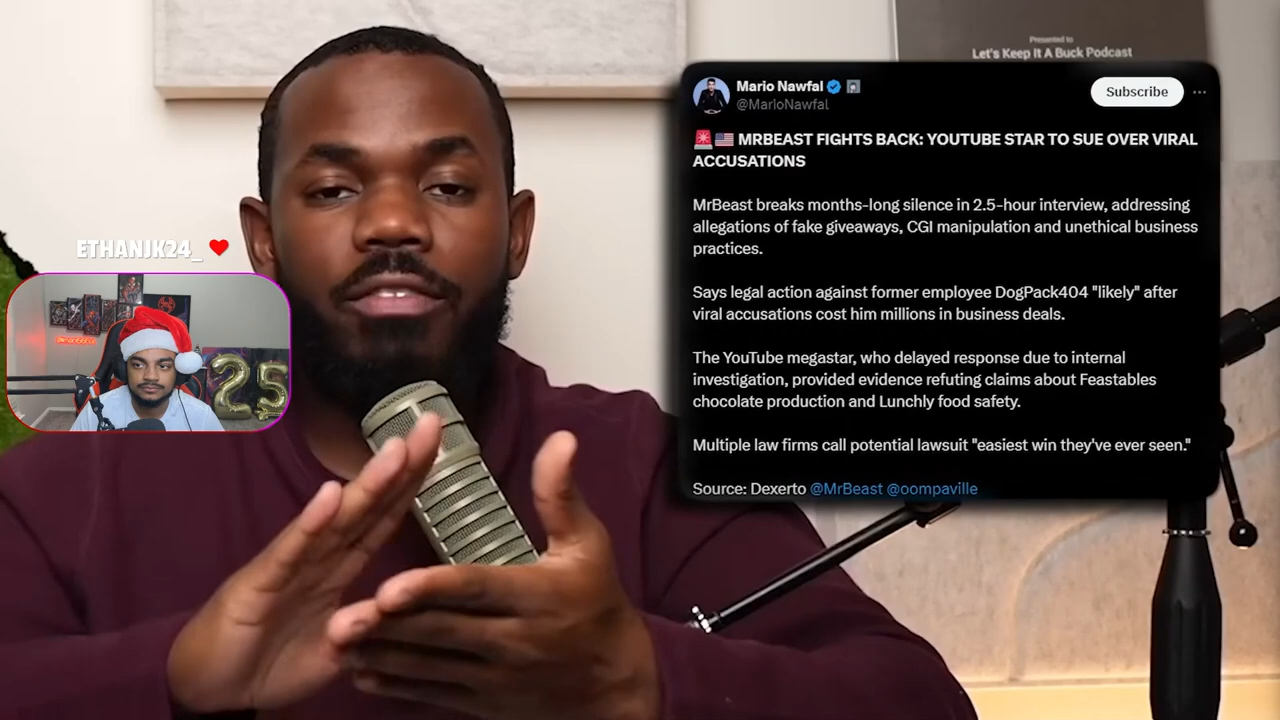 Presented to
Let's Keep It A Buck Podcast
Mario Nawfal
@MarioNawfal
Subscribe
🚨🇺🇸 MRBEAST FIGHTS BACK: YOUTUBE STAR TO SUE OVER VIRAL
ACCUSATIONS
MrBeast breaks months-long silence in 2.5-hour interview, addressing
allegations of fake giveaways, CGI manipulation and unethical business
practices.
Says legal action against former employee DogPack404 "likely" after
viral accusations cost him millions in business deals.
The YouTube megastar, who delayed response due to internal
investigation, provided evidence refuting claims about Feastables
chocolate production and Lunchly food safety.
Multiple law firms call potential lawsuit "easiest win they've ever seen."
Source: Dexerto @MrBeast @oompaville
ETHANJK24_ ❤️
25